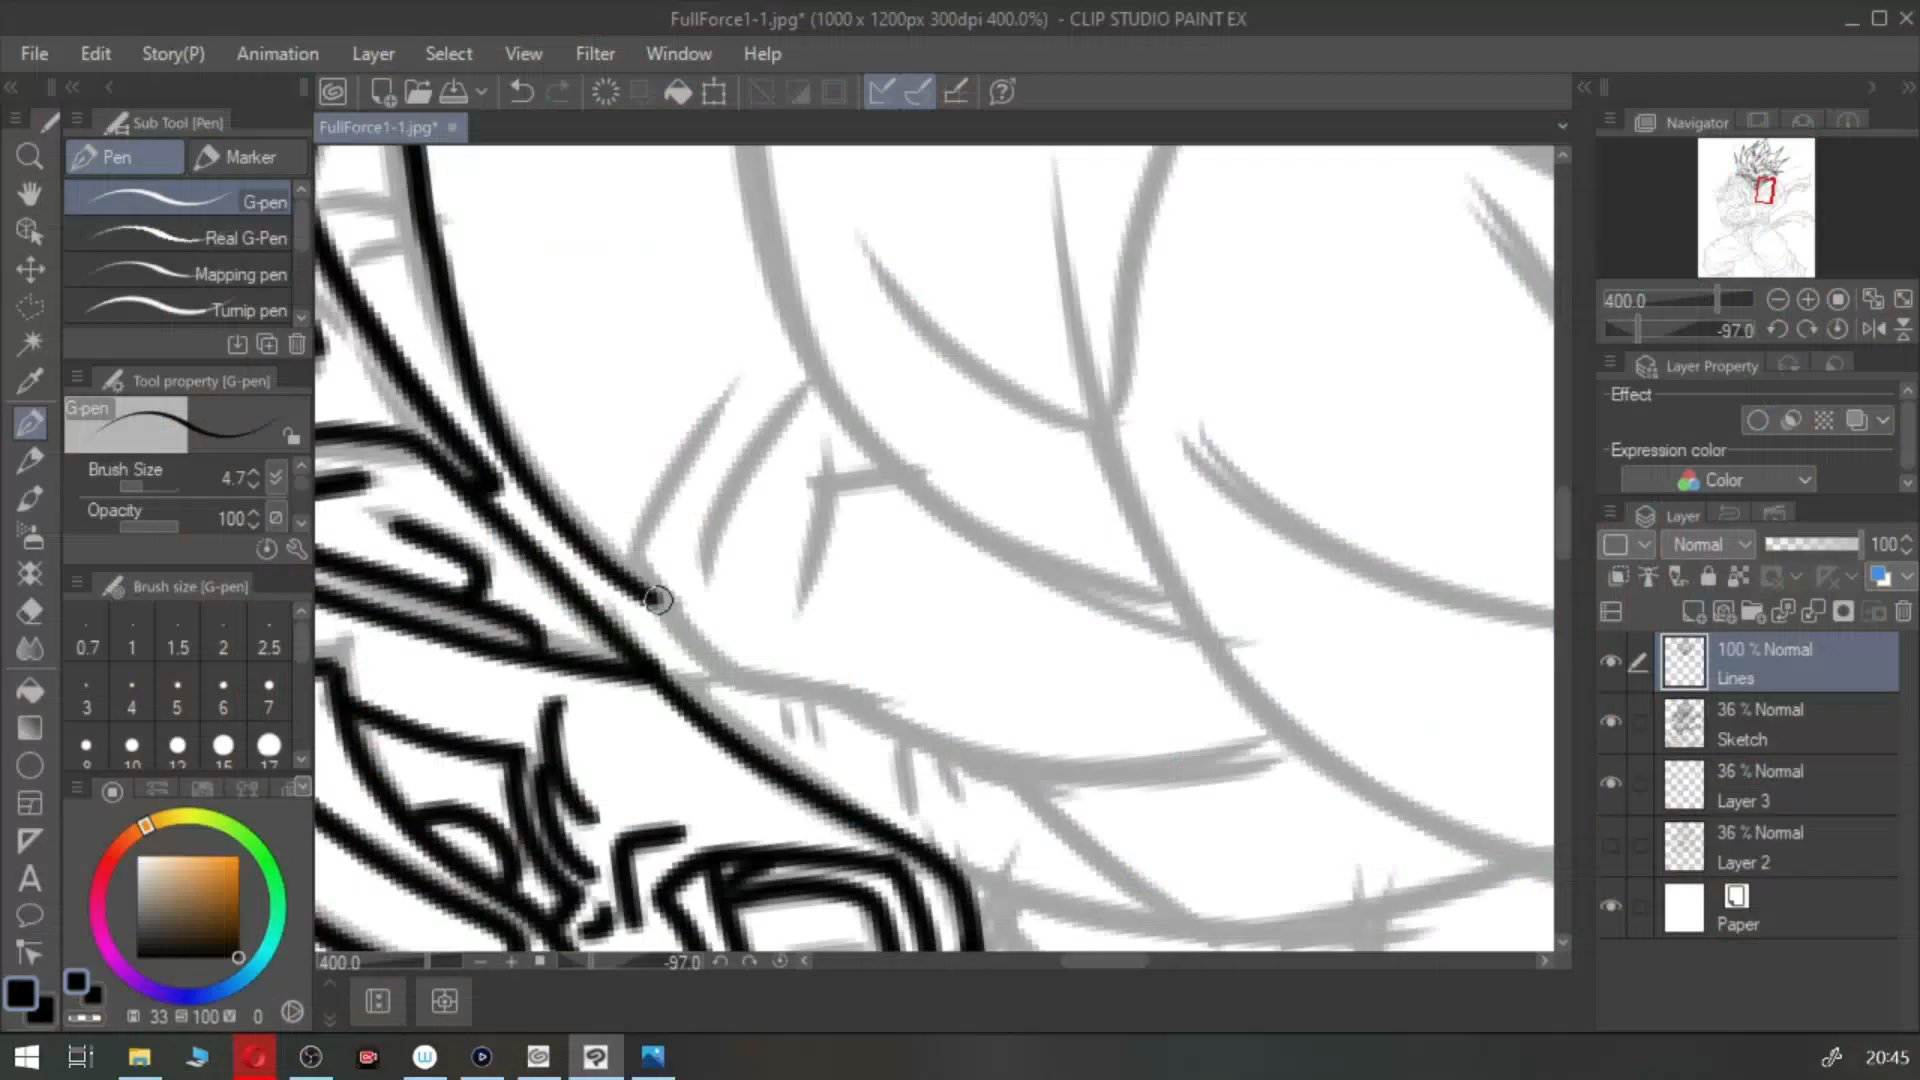 FullForce1-1.jpg* (1000 x 1200px 300dpi 400.0%) - CLIP STUDIO PAINT EX
File Edit Story(P) Animation Layer Select View Filter Window Help
Sub Tool [Pen]
FullForce1-1.jpg*
Navigator
Pen
Marker
G-pen
Real G-Pen
Mapping pen
Turnip pen
400.0
-97.0
Tool property [G-pen]
G-pen
Brush Size 4.7
Opacity 100
Layer Property
Effect
Expression color
Color
Layer
Normal 100
Brush size [G-pen]
0.7 1 1.5 2 2.5
3 4 5 6 7
8 10 12 15 17
100 % Normal
Lines
36 % Normal
Sketch
36 % Normal
Layer 3
36 % Normal
Layer 2
Paper
400.0
-97.0
H 33 S 100 V 0
A
20:45